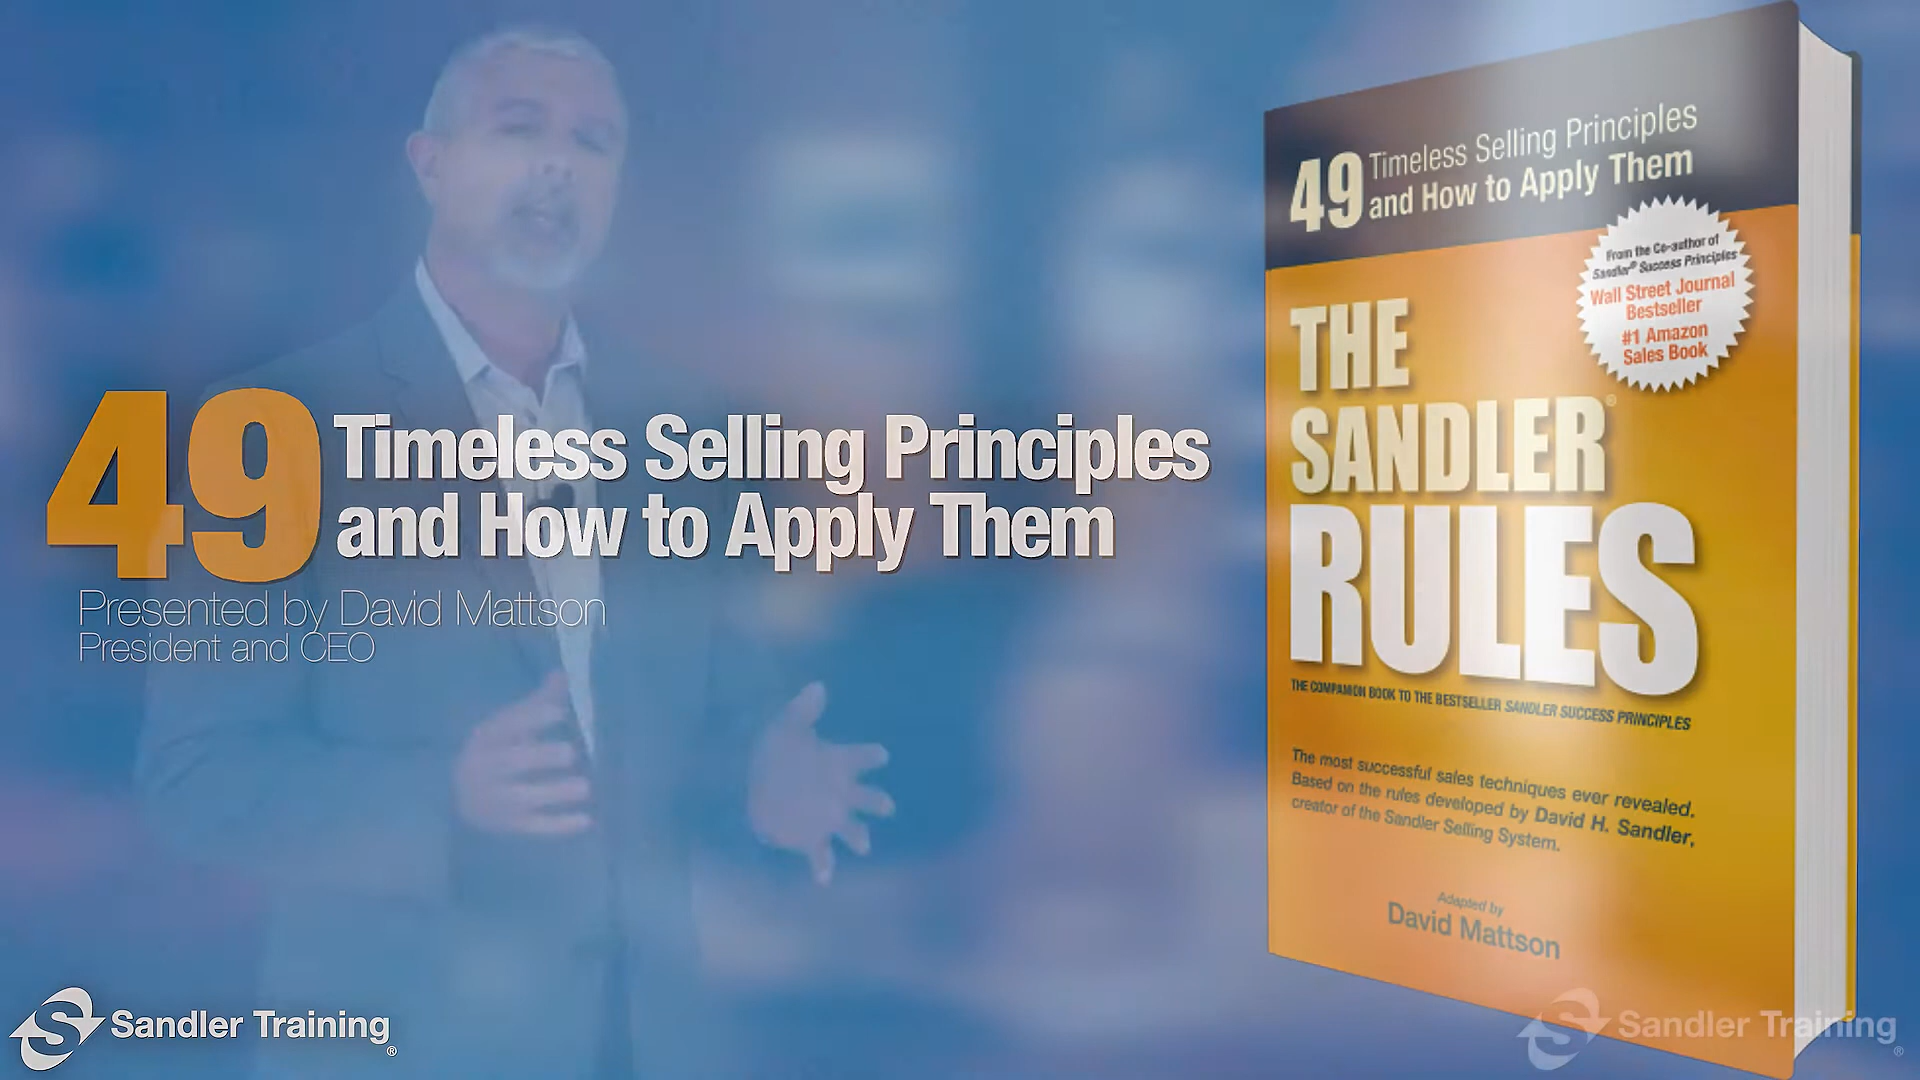 49 Timeless Selling Principles
and How to Apply Them
Presented by David Mattson
President and CEO
Sandler Training®
49 Timeless Selling Principles
and How to Apply Them
From the Co-author of
Sandler® Success Principles
Wall Street Journal
Bestseller
#1 Amazon
Sales Book
THE
SANDLER®
RULES
THE COMPANION BOOK TO THE BESTSELLER SANDLER SUCCESS PRINCIPLES
The most successful sales techniques ever revealed.
Based on the rules developed by David H. Sandler,
creator of the Sandler Selling System.
Adapted by
David Mattson
Sandler Training®